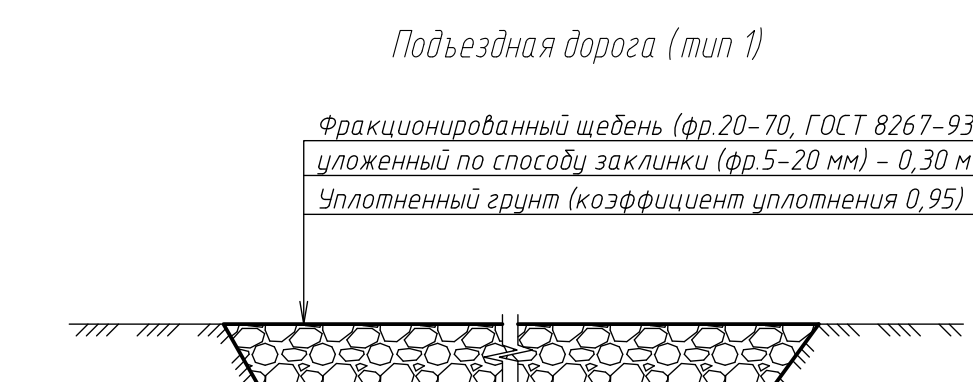 Подъездная дорога (тип 1)
Фракционированный щебень (фр.20-70, ГОСТ 8267-93
уложенный по способу заклинки (фр.5-20 мм) - 0,30 м
Уплотненный грунт (коэффициент уплотнения 0,95)